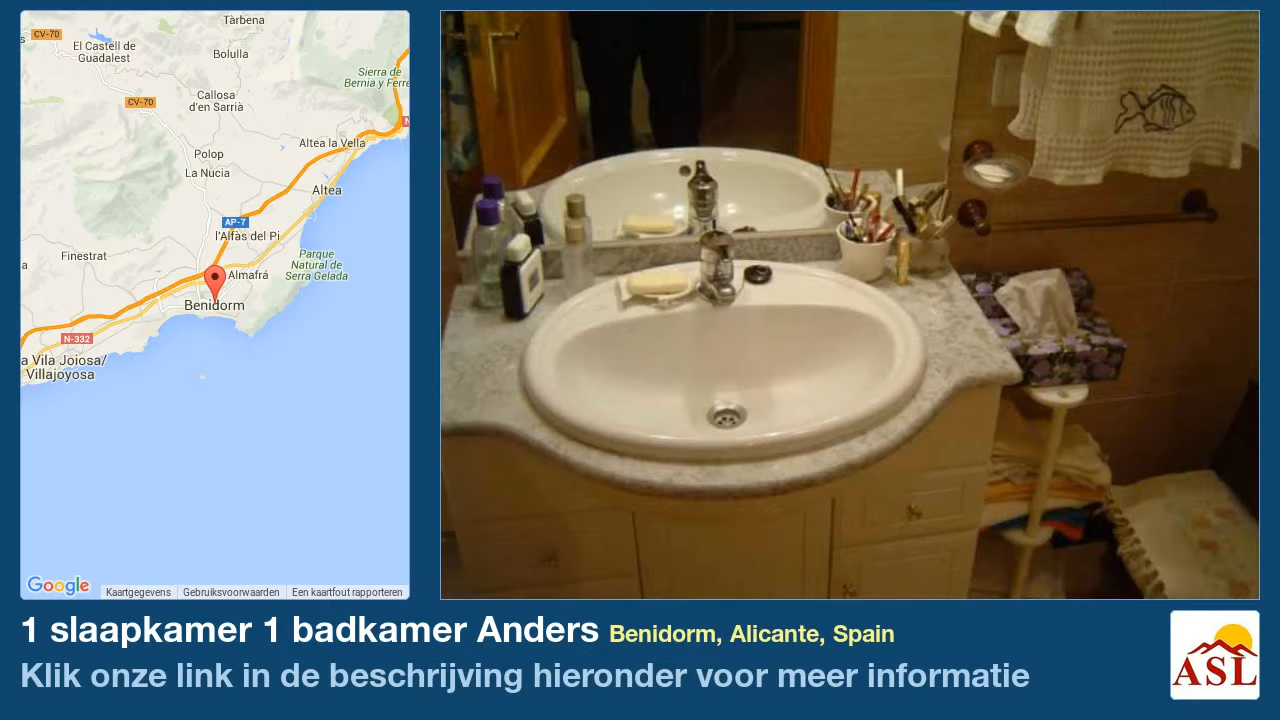 Tàrbena
CV-70
s
El Castell de
Guadalest
Bolulla
Sierra de
Bernia y Ferre
Callosa
d'en Sarrià
CV-70
N
Altea la Vella
Polop
La Nucia
Altea
AP-7
l'Alfàs del Pi
Finestrat
Parque
Natural de
Serra Gelada
a
Almafrá
Benidorm
N-332
a Vila Joiosa/
Villajoyosa
Google
Kaartgegevens
Gebruiksvoorwaarden
Een kaartfout rapporteren
1 slaapkamer 1 badkamer Anders Benidorm, Alicante, Spain
Klik onze link in de beschrijving hieronder voor meer informatie
ASL